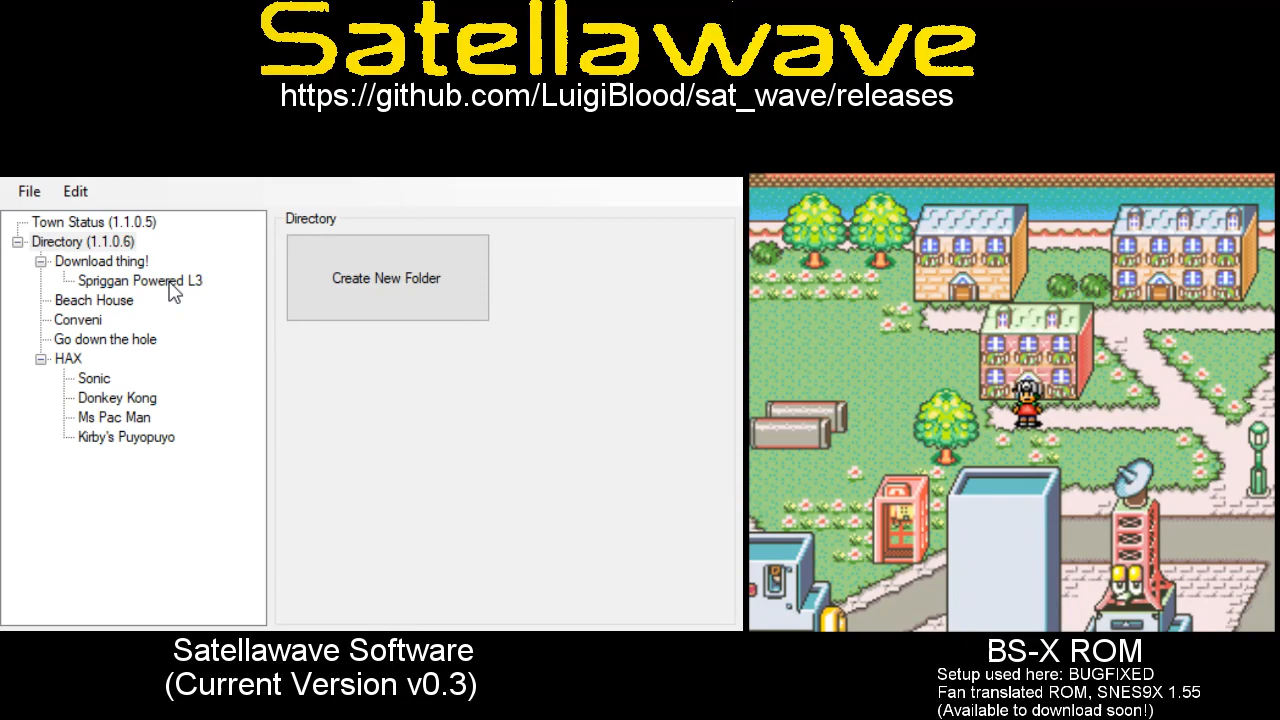 Satellawave
https://github.com/LuigiBlood/sat_wave/releases
File Edit
Town Status (1.1.0.5)
Directory (1.1.0.6)
Download thing!
Spriggan Powered L3
Beach House
Conveni
Go down the hole
HAX
Sonic
Donkey Kong
Ms Pac Man
Kirby's Puyopuyo
Directory
Create New Folder
Satellawave Software
(Current Version v0.3)
BS-X ROM
Setup used here: BUGFIXED
Fan translated ROM, SNES9X 1.55
(Available to download soon!)